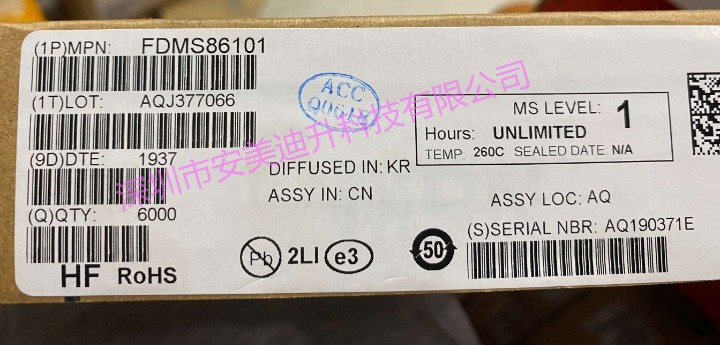 (1P)MPN: FDMS86101
(1T)LOT: AQJ377066
(9D)DTE: 1937
(Q)QTY: 6000
HF RoHS
ACC
Q0618
深圳市安美迪升科技有限公司
DIFFUSED IN: KR
ASSY IN: CN
Pb 2LI e3
50
MS LEVEL: 1
Hours: UNLIMITED
TEMP: 260C SEALED DATE: N/A
ASSY LOC: AQ
(S)SERIAL NBR: AQ190371E